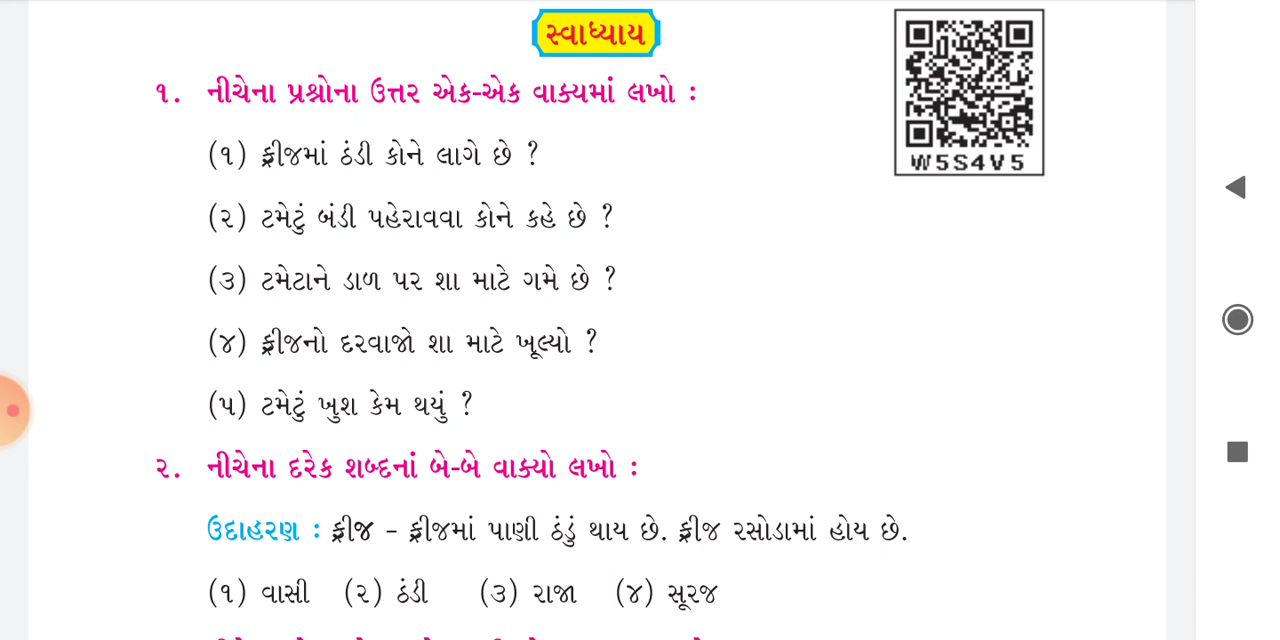 સ્વાધ્યાય
૧. નીચેના પ્રશ્નોના ઉત્તર એક-એક વાક્યમાં લખો :
(૧) ફ્રીજમાં ઠંડી કોને લાગે છે ?
(૨) ટમેટું બંડી પહેરાવવા કોને કહે છે ?
(૩) ટમેટાને ડાળ પર શા માટે ગમે છે ?
(૪) ફ્રીજનો દરવાજો શા માટે ખૂલ્યો ?
(૫) ટમેટું ખુશ કેમ થયું ?
૨. નીચેના દરેક શબ્દનાં બે-બે વાક્યો લખો :
ઉદાહરણ : ફ્રીજ – ફ્રીજમાં પાણી ઠંડું થાય છે. ફ્રીજ રસોડામાં હોય છે.
(૧) વાસી (૨) ઠંડી (૩) રાજા (૪) સૂરજ
W5S4V5